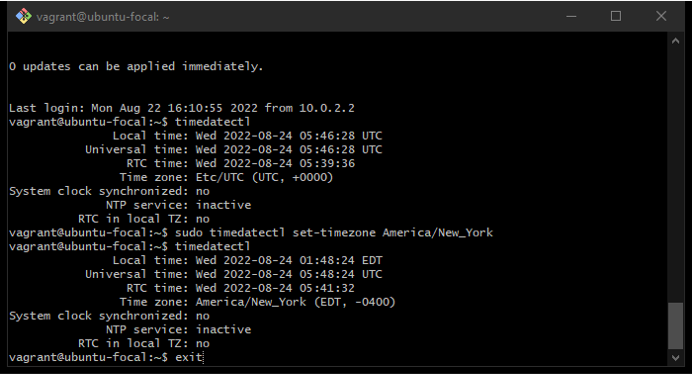 vagrant@ubuntu-focal: ~
0 updates can be applied immediately.
Last login: Mon Aug 22 16:10:55 2022 from 10.0.2.2
vagrant@ubuntu-focal:~$ timedatectl
Local time: Wed 2022-08-24 05:46:28 UTC
Universal time: Wed 2022-08-24 05:46:28 UTC
RTC time: Wed 2022-08-24 05:39:36
Time zone: Etc/UTC (UTC, +0000)
System clock synchronized: no
NTP service: inactive
RTC in local TZ: no
vagrant@ubuntu-focal:~$ sudo timedatectl set-timezone America/New_York
vagrant@ubuntu-focal:~$ timedatectl
Local time: Wed 2022-08-24 01:48:24 EDT
Universal time: Wed 2022-08-24 05:48:24 UTC
RTC time: Wed 2022-08-24 05:41:32
Time zone: America/New_York (EDT, -0400)
System clock synchronized: no
NTP service: inactive
RTC in local TZ: no
vagrant@ubuntu-focal:~$ exit